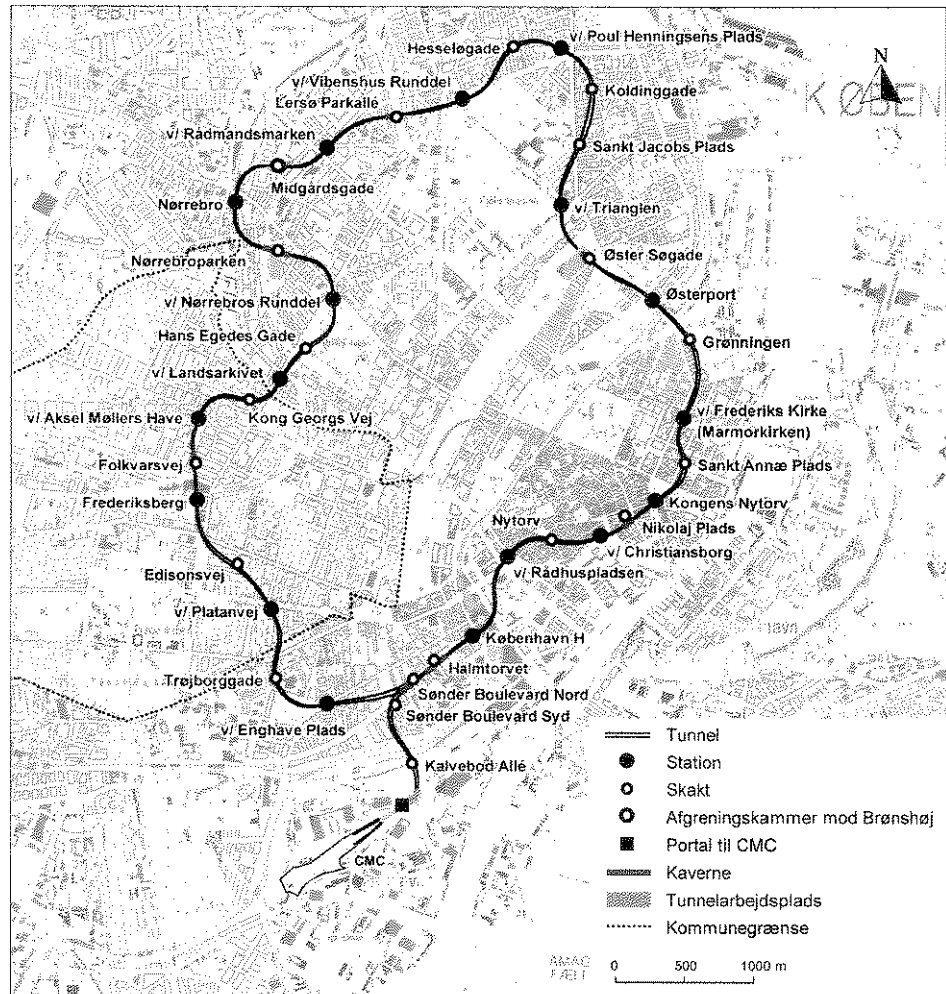 v/ Poul Henningsens Plads
Hesseløgade
N
v/ Vibenshus Runddel
Koldinggade
KØBEN
Lersø Parkallé
v/ Rådmandsmarken
Sankt Jacobs Plads
Midgårdsgade
Nørrebro
v/ Trianglen
Nørrebroparken
Øster Søgade
v/ Nørrebros Runddel
Østerport
Hans Egedes Gade
Grønningen
v/ Landsarkivet
v/ Aksel Møllers Have
Kong Georgs Vej
v/ Frederiks Kirke
(Marmorkirken)
Folkvarsvej
Sankt Annæ Plads
Frederiksberg
Kongens Nytorv
Nytorv
Nikolaj Plads
v/ Christiansborg
Edisonsvej
v/ Rådhuspladsen
v/ Platanvej
København H
Halmtorvet
Trøjborggade
Sønder Boulevard Nord
Sønder Boulevard Syd
v/ Enghave Plads
Kalvebod Allé
CMC
Tunnel
Station
Skakt
Afgreningskammer mod Brønshøj
Portal til CMC
Kaverne
Tunnelarbejdsplads
Kommunegrænse
AMAG
0 500 1000 m